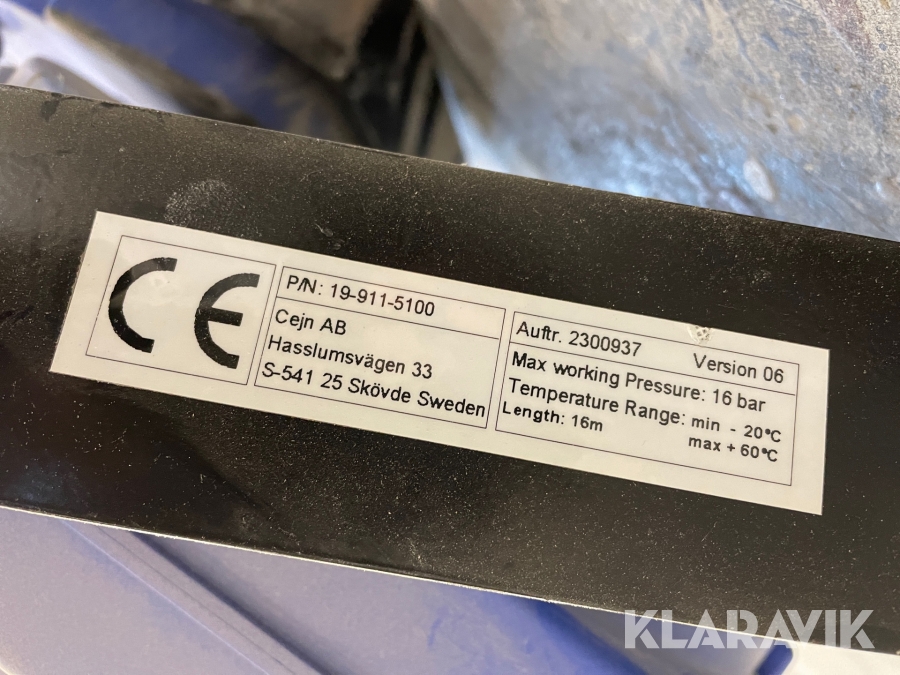 CE
P/N: 19-911-5100
Cejn AB
Hasslumsvägen 33
S-541 25 Skövde Sweden
Auftr. 2300937 Version 06
Max working Pressure: 16 bar
Temperature Range: min - 20°C
Length: 16m max + 60°C
KLARAVIK